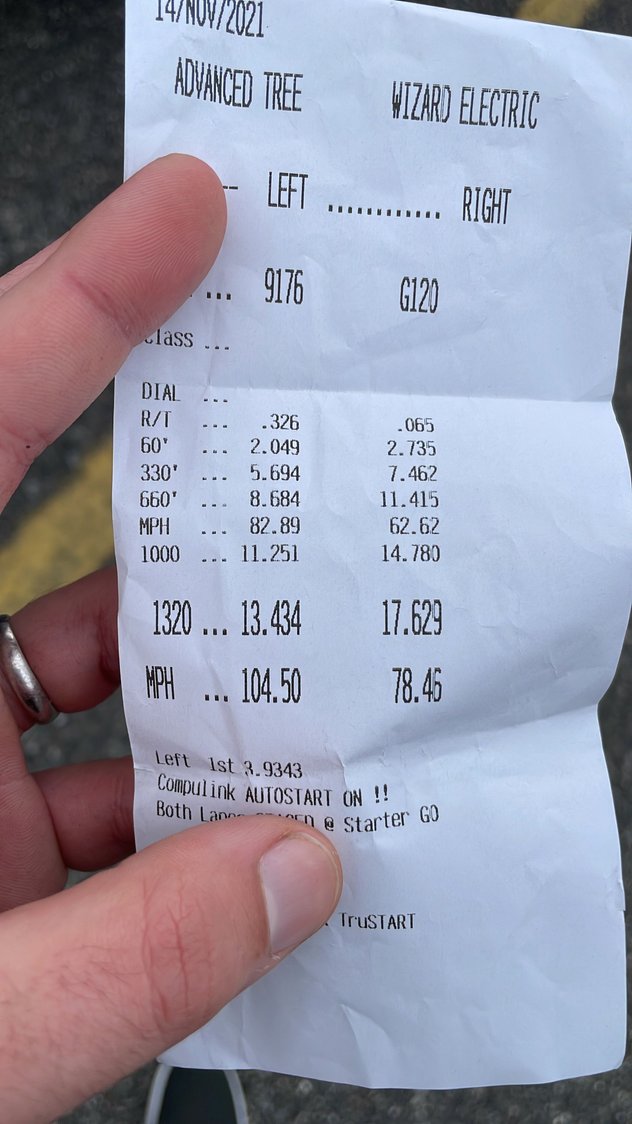 14/NOV/2021
ADVANCED TREE WIZARD ELECTRIC
-- LEFT ............ RIGHT
... 9176 G120
Class ...
DIAL ...
R/T ... .326 .065
60' ... 2.049 2.735
330' ... 5.694 7.462
660' ... 8.684 11.415
MPH ... 82.89 62.62
1000 ... 11.251 14.780
1320 ... 13.434 17.629
MPH ... 104.50 78.46
Left 1st 3.9343
Compulink AUTOSTART ON !!
Both Lanes @ Starter GO
TruSTART